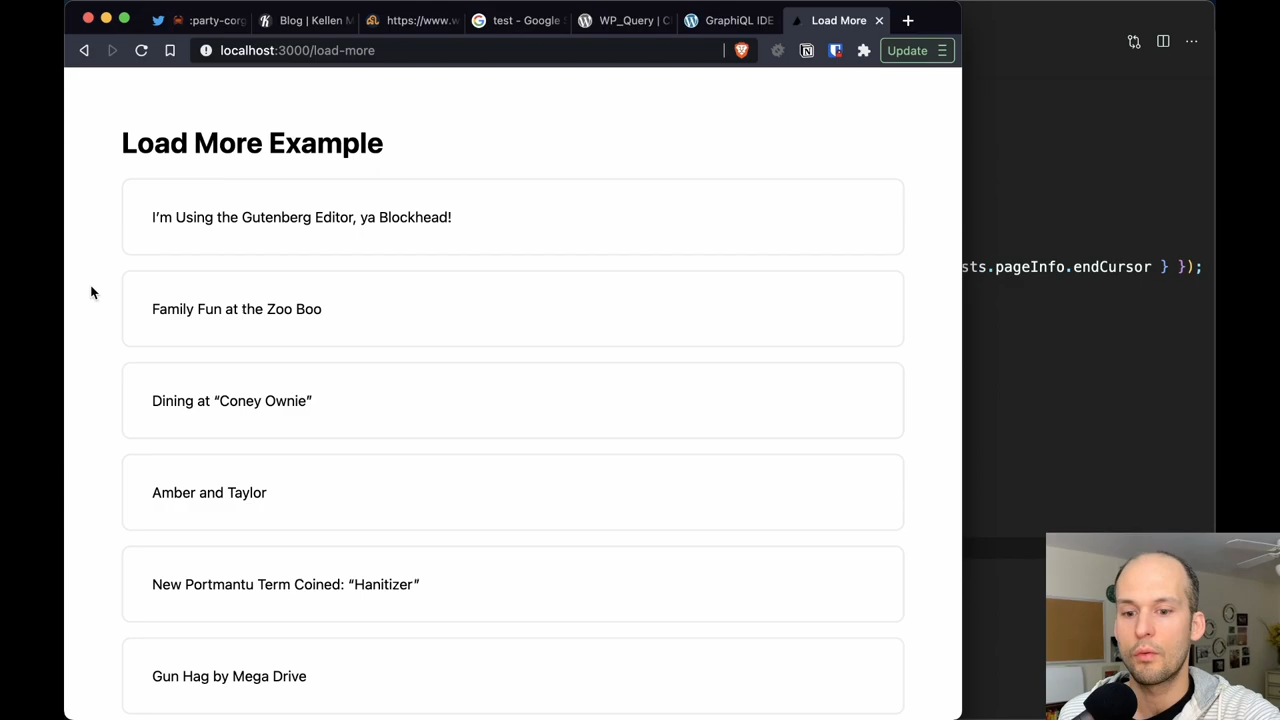 :party-corg
Blog | Kellen M
https://www.w
test - Google S
WP_Query | C
GraphiQL IDE
Load More
localhost:3000/load-more
Update
Load More Example
I’m Using the Gutenberg Editor, ya Blockhead!
Family Fun at the Zoo Boo
sts.pageInfo.endCursor } });
Dining at “Coney Ownie”
Amber and Taylor
New Portmantu Term Coined: “Hanitizer”
Gun Hag by Mega Drive